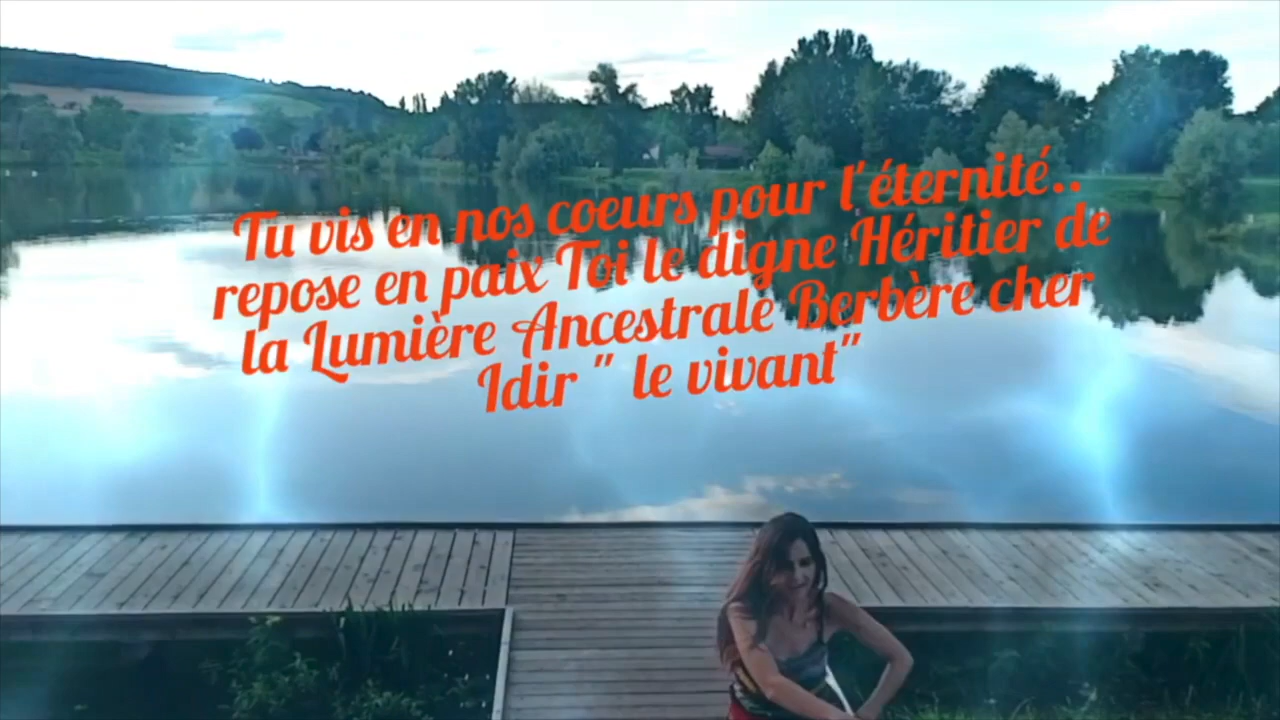 Tu vis en nos coeurs pour l'éternité..
repose en paix Toi le digne Héritier de
la Lumière Ancestrale Berbère cher
Idir " le vivant"